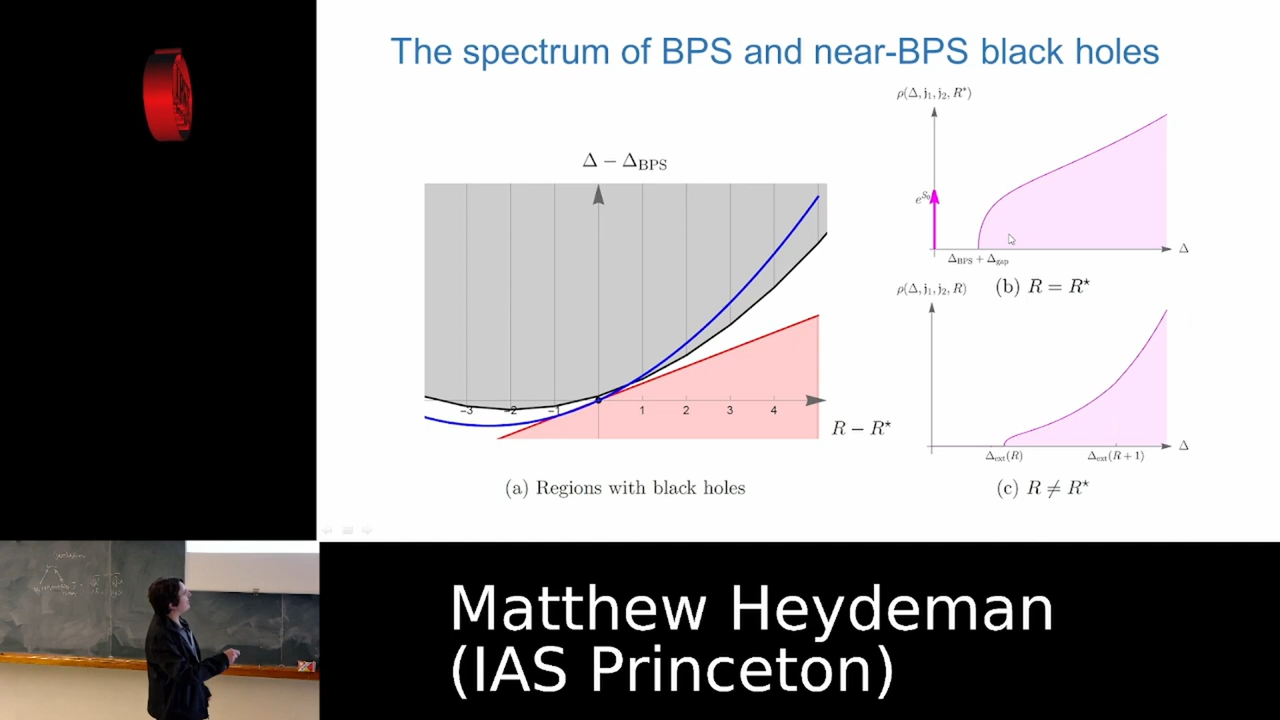 The spectrum of BPS and near-BPS black holes
Δ − Δ_BPS
-3 -2 -1 1 2 3 4
R − R⋆
(a) Regions with black holes
ρ(Δ, j₁, j₂, R⋆)
e^{S₀}
Δ
Δ_BPS + Δ_gap
(b) R = R⋆
ρ(Δ, j₁, j₂, R)
Δ
Δ_ext(R) Δ_ext(R + 1)
(c) R ≠ R⋆
Matthew Heydeman
(IAS Princeton)